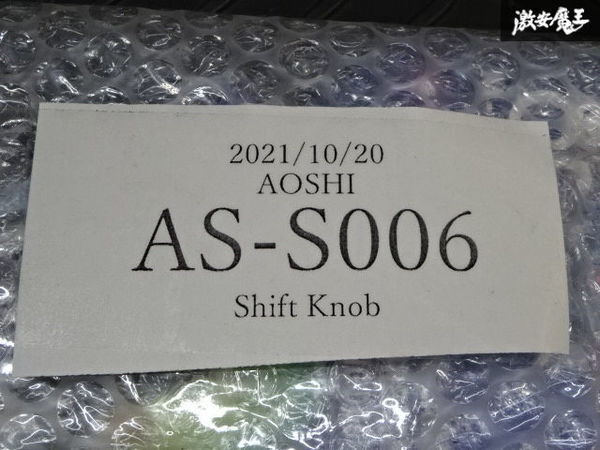 激安魔王
2021/10/20
AOSHI
AS-S006
Shift Knob